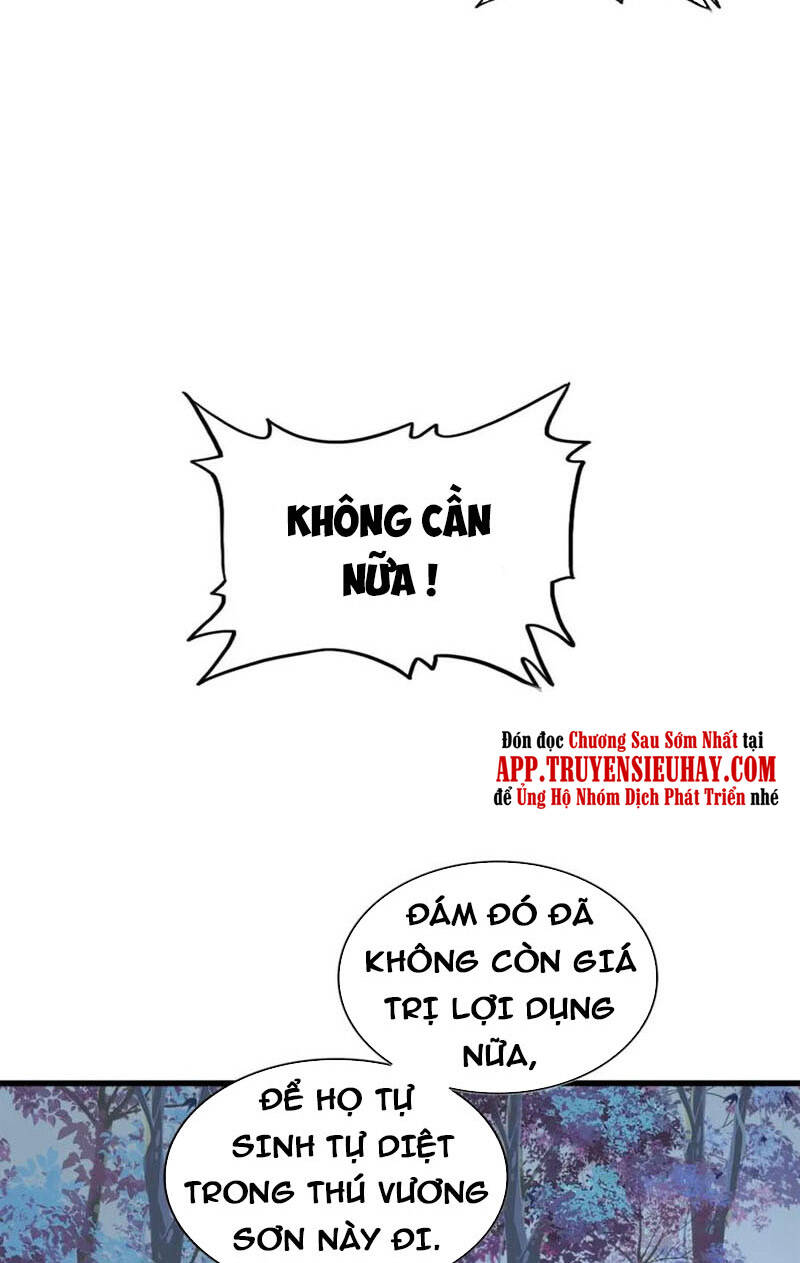 KHÔNG CẦN
NỮA !
Đón đọc Chương Sau Sớm Nhất tại
APP.TRUYENSIEUHAY.COM
để Ủng Hộ Nhóm Dịch Phát Triển nhé
ĐÁM ĐÓ ĐÃ
KHÔNG CÒN GIÁ
TRỊ LỢI DỤNG
NỮA,
ĐỂ HỌ TỰ
SINH TỰ DIỆT
TRONG THÚ VƯƠNG
SƠN NÀY ĐI.